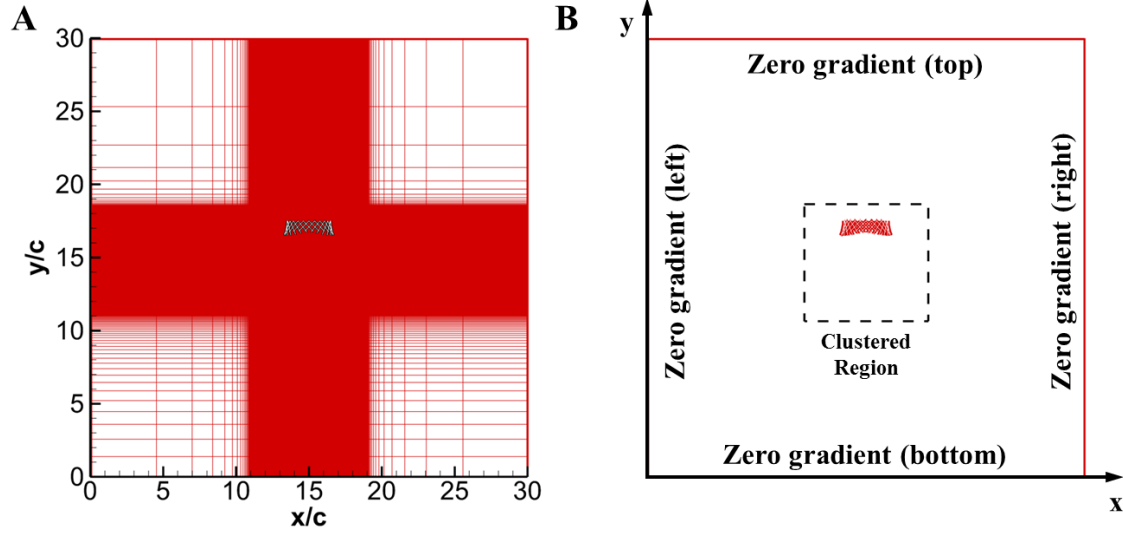 A
30
25
20
15
10
5
0
y/c
0 5 10 15 20 25 30
x/c
B
y
Zero gradient (top)
Zero gradient (left)
Zero gradient (right)
Clustered
Region
Zero gradient (bottom)
x